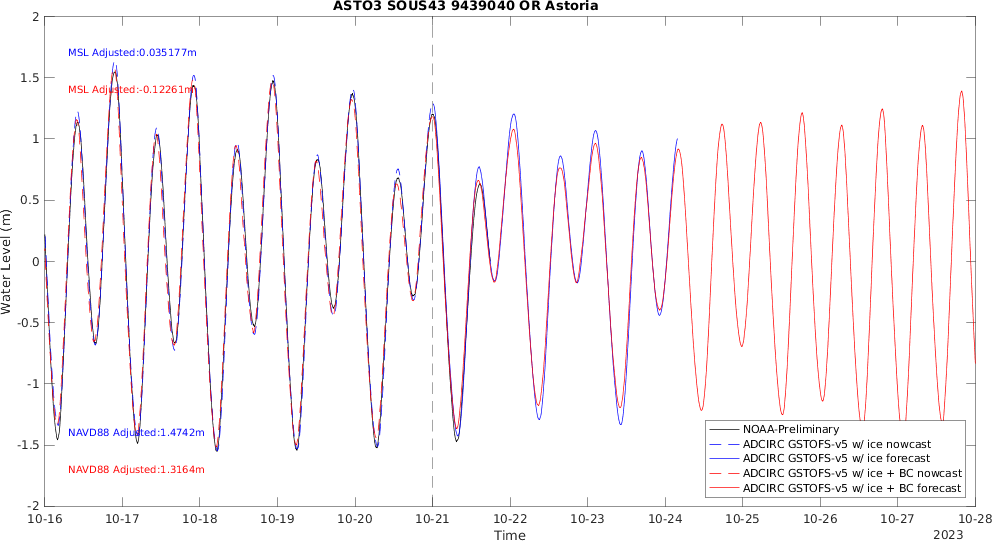 ASTO3 SOUS43 9439040 OR Astoria
MSL Adjusted:0.035177m
MSL Adjusted:-0.12261m
NAVD88 Adjusted:1.4742m
NAVD88 Adjusted:1.3164m
Water Level (m)
2
1.5
1
0.5
0
-0.5
-1
-1.5
-2
NOAA-Preliminary
ADCIRC GSTOFS-v5 w/ ice nowcast
ADCIRC GSTOFS-v5 w/ ice forecast
ADCIRC GSTOFS-v5 w/ ice + BC nowcast
ADCIRC GSTOFS-v5 w/ ice + BC forecast
10-16 10-17 10-18 10-19 10-20 10-21 10-22 10-23 10-24 10-25 10-26 10-27 10-28
Time
2023